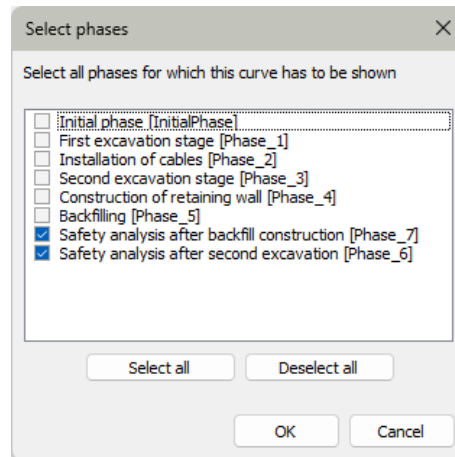 Select phases
Select all phases for which this curve has to be shown
Initial phase [InitialPhase]
First excavation stage [Phase_1]
Installation of cables [Phase_2]
Second excavation stage [Phase_3]
Construction of retaining wall [Phase_4]
Backfilling [Phase_5]
Safety analysis after backfill construction [Phase_7]
Safety analysis after second excavation [Phase_6]
Select all
Deselect all
OK
Cancel